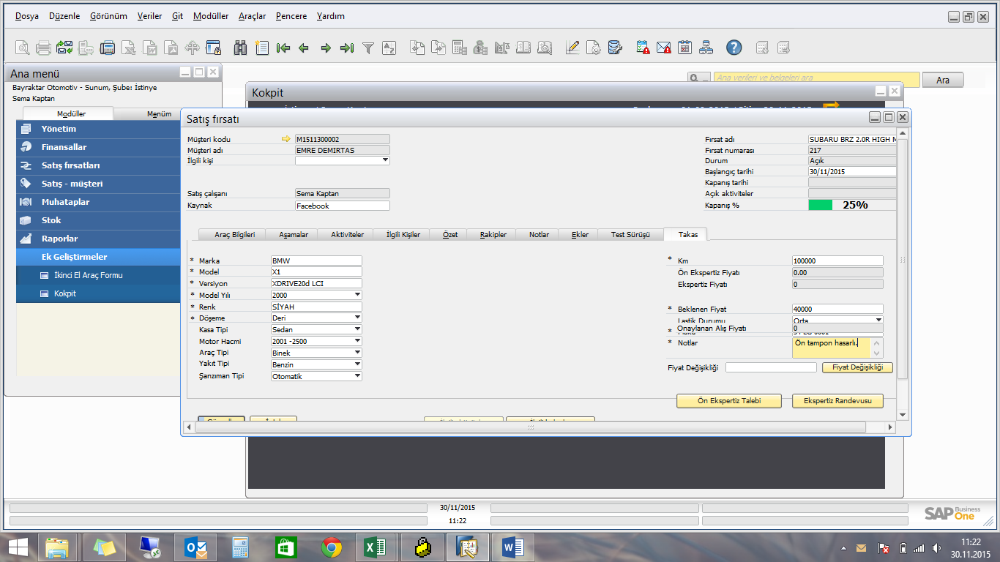 Dosya Düzenle Görünüm Veriler Git Modüller Araçlar Pencere Yardım
Ana menü
Bayraktar Otomotiv - Sunum, Şube: İstinye
Sema Kaptan
Modüller Menüm
Yönetim
Finansallar
Satış fırsatları
Satış - müşteri
Muhataplar
Stok
Raporlar
Ek Geliştirmeler
İkinci El Araç Formu
Kokpit
Ana verileri ve belgeleri ara
Ara
Kokpit
Satış fırsatı
Müşteri kodu M1511300002
Müşteri adı EMRE DEMIRTAS
İlgili kişi
Satış çalışanı Sema Kaptan
Kaynak Facebook
Fırsat adı SUBARU BRZ 2.0R HIGH
Fırsat numarası 217
Durum Açık
Başlangıç tarihi 30/11/2015
Kapanış tarihi
Açık aktiviteler
Kapanış % 25%
Araç Bilgileri Aşamalar Aktiviteler İlgili Kişiler Özet Rakipler Notlar Ekler Test Sürüşü Takas
* Marka BMW
* Model X1
* Versiyon XDRIVE20d LCI
* Model Yılı 2000
* Renk SİYAH
* Döşeme Deri
Kasa Tipi Sedan
Motor Hacmi 2001 -2500
Araç Tipi Binek
Yakıt Tipi Benzin
Şanzıman Tipi Otomatik
* Km 100000
Ön Ekspertiz Fiyatı 0.00
Ekspertiz Fiyatı 0
* Beklenen Fiyat 40000
Lastik Durumu Orta
* Onaylanan Alış Fiyatı 0
* Notlar Ön tampon hasarlı.
Fiyat Değişikliği Fiyat Değişikliği
Ön Ekspertiz Talebi Ekspertiz Randevusu
30/11/2015
11:22
SAP Business One
11:22
30.11.2015